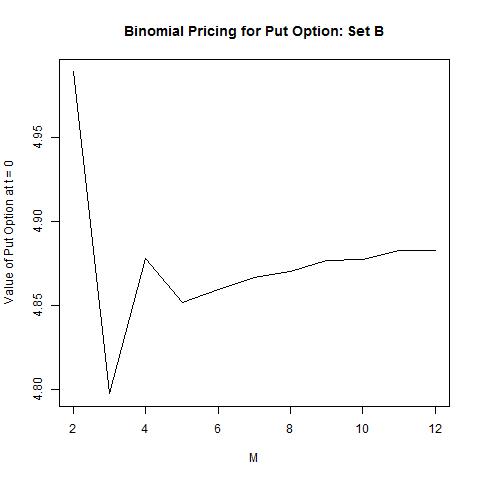 Binomial Pricing for Put Option: Set B
Value of Put Option at t = 0
4.95
4.90
4.85
4.80
2 4 6 8 10 12
M